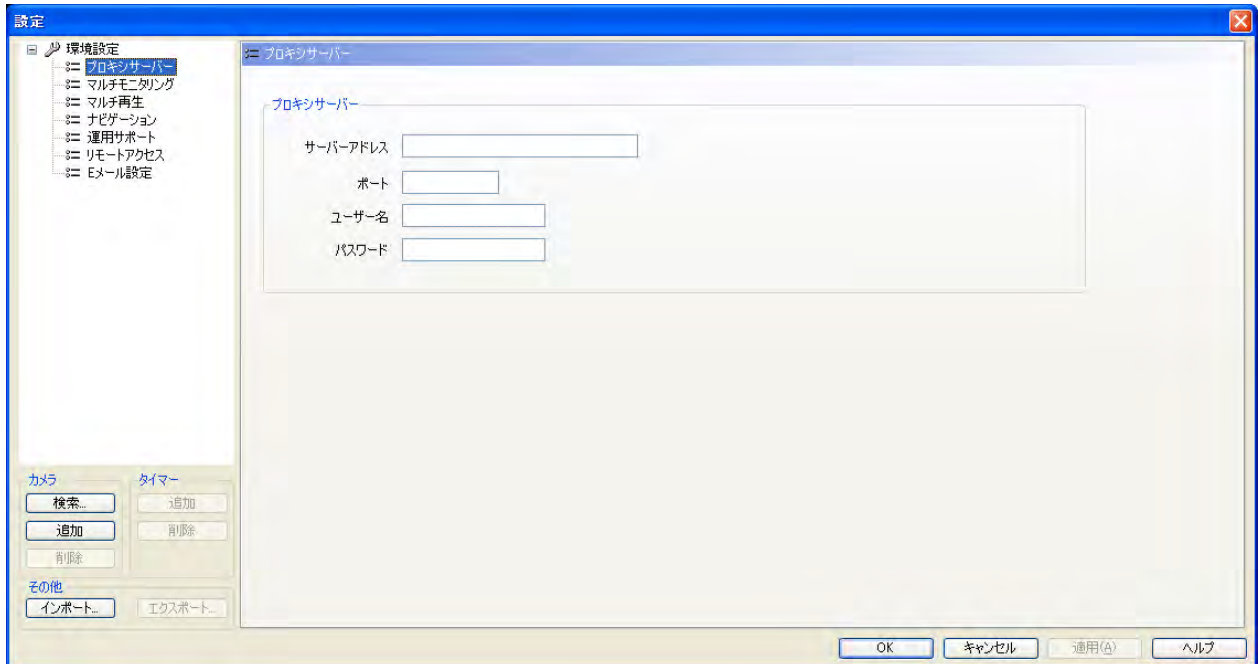 設定
環境設定
プロキシサーバー
マルチモニタリング
マルチ再生
ナビゲーション
運用サポート
リモートアクセス
Eメール設定
プロキシサーバー
プロキシサーバー
サーバーアドレス
ポート
ユーザー名
パスワード
カメラ
検索...
追加
削除
タイマー
追加
削除
その他
インポート...
エクスポート...
OK
キャンセル
適用(A)
ヘルプ